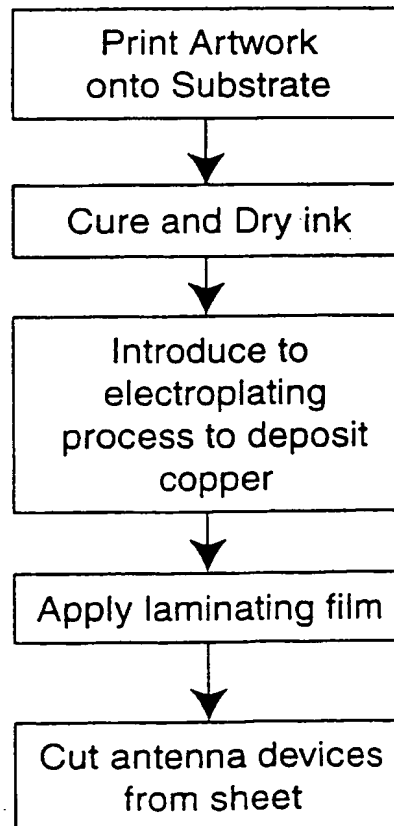 Print Artwork
onto Substrate
Cure and Dry ink
Introduce to
electroplating
process to deposit
copper
Apply laminating film
Cut antenna devices
from sheet